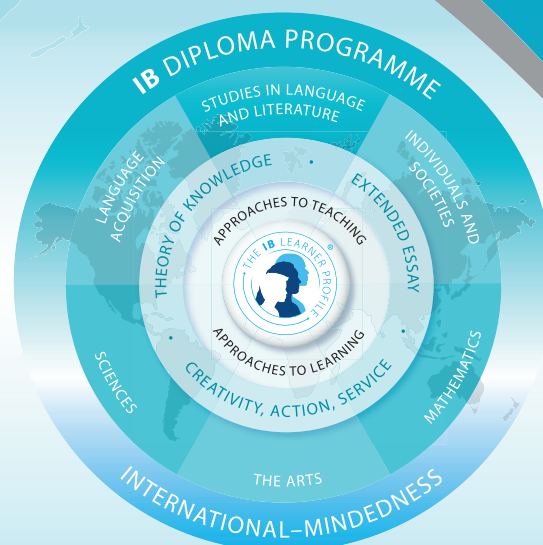 IB DIPLOMA PROGRAMME
STUDIES IN LANGUAGE
AND LITERATURE
LANGUAGE
ACQUISITION
INDIVIDUALS AND
SOCIETIES
THEORY OF KNOWLEDGE
EXTENDED ESSAY
APPROACHES TO TEACHING
THE IB LEARNER PROFILE
®
APPROACHES TO LEARNING
CREATIVITY, ACTION, SERVICE
SCIENCES
MATHEMATICS
THE ARTS
INTERNATIONAL–MINDEDNESS